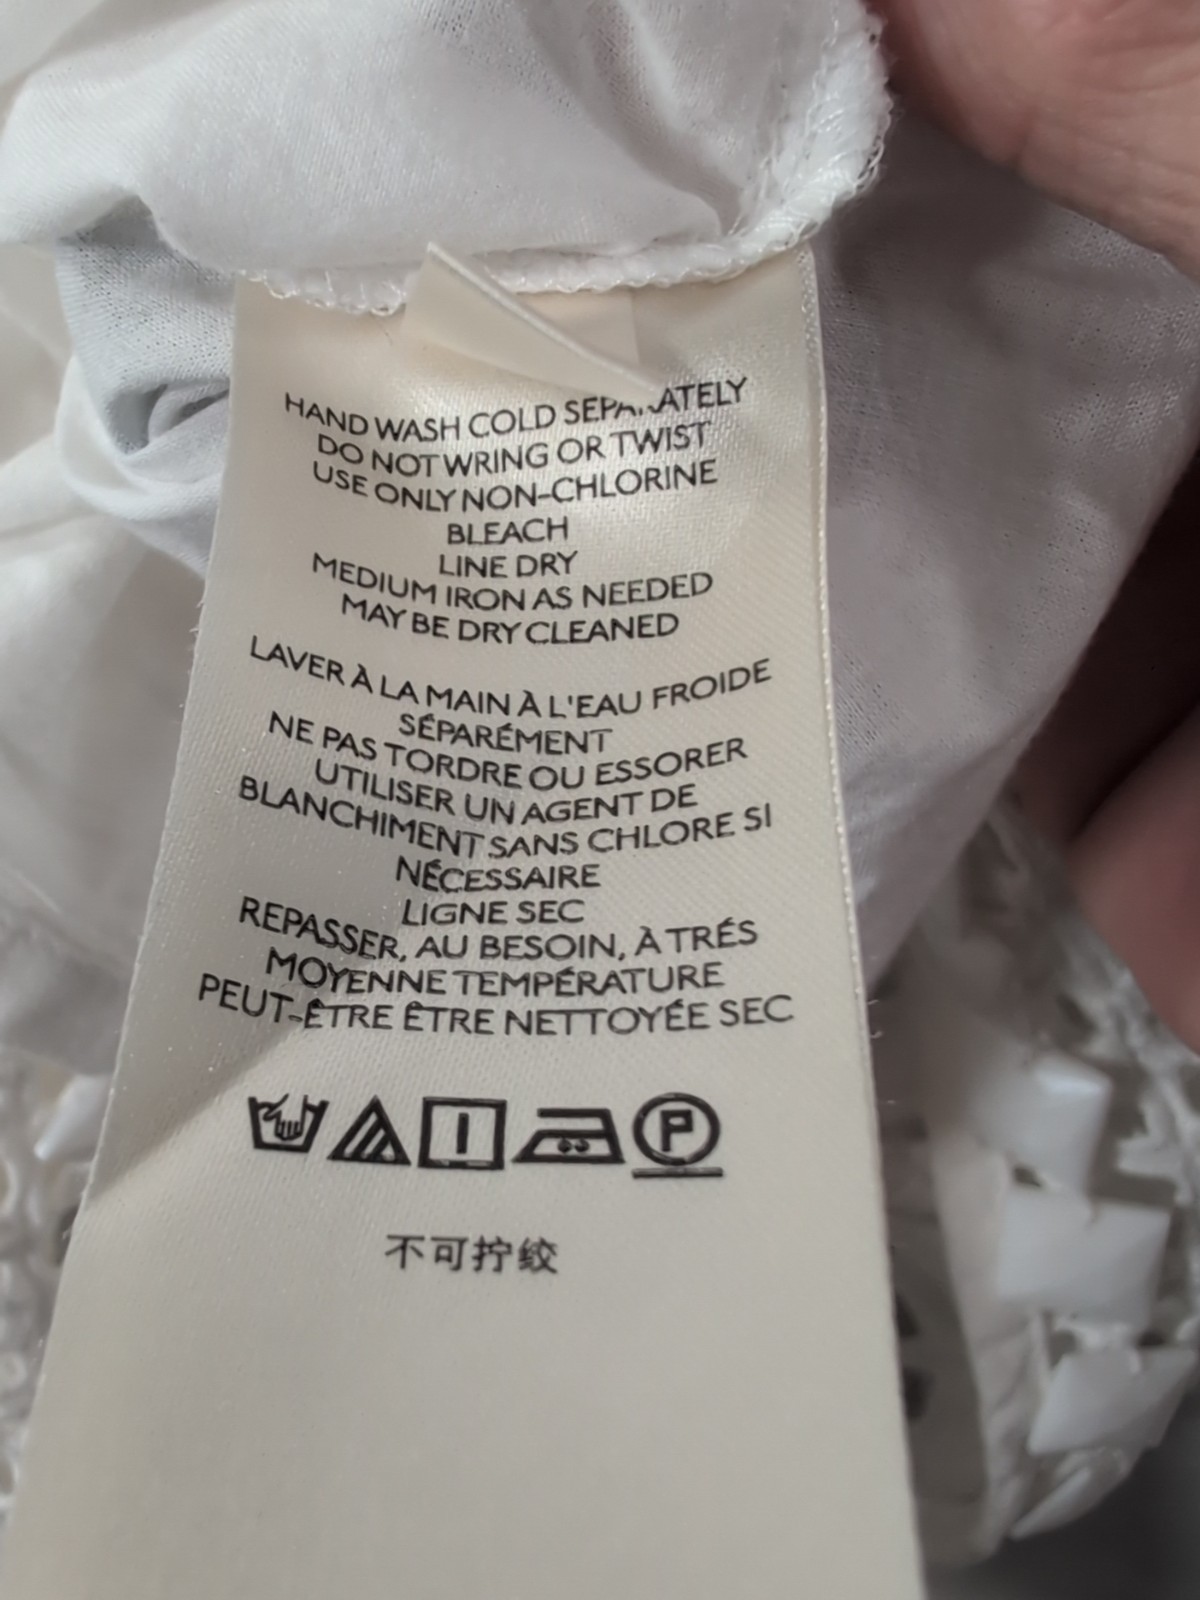 HAND WASH COLD SEPARATELY
DO NOT WRING OR TWIST
USE ONLY NON-CHLORINE
BLEACH
LINE DRY
MEDIUM IRON AS NEEDED
MAY BE DRY CLEANED
LAVER À LA MAIN À L'EAU FROIDE
SÉPARÉMENT
NE PAS TORDRE OU ESSORER
UTILISER UN AGENT DE
BLANCHIMENT SANS CHLORE SI
NÉCESSAIRE
LIGNE SEC
REPASSER, AU BESOIN, À TRÉS
MOYENNE TEMPÉRATURE
PEUT-ÊTRE ÊTRE NETTOYÉE SEC
P
不可拧绞